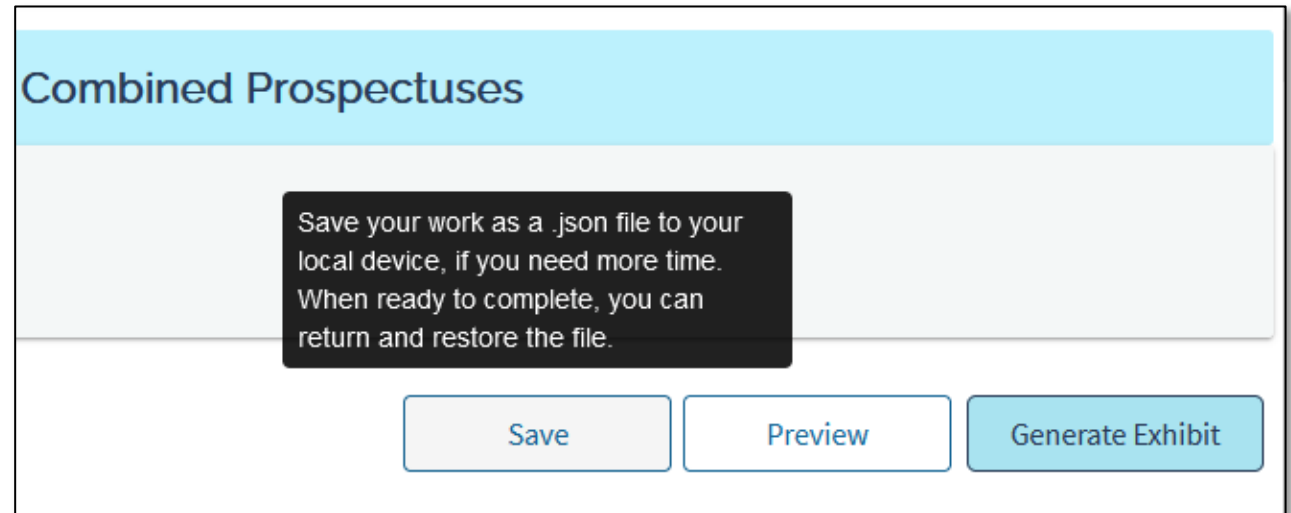 Combined Prospectuses
Save your work as a .json file to your
local device, if you need more time.
When ready to complete, you can
return and restore the file.
Save
Preview
Generate Exhibit